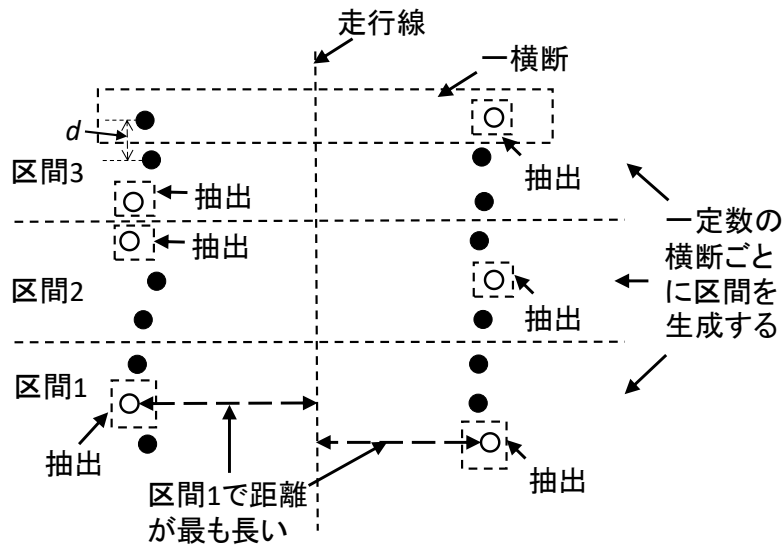 走行線
一横断
d
区間3
抽出
抽出
抽出
一定数の
横断ごと
に区間を
生成する
区間2
抽出
区間1
抽出
抽出
区間1で距離
が最も長い